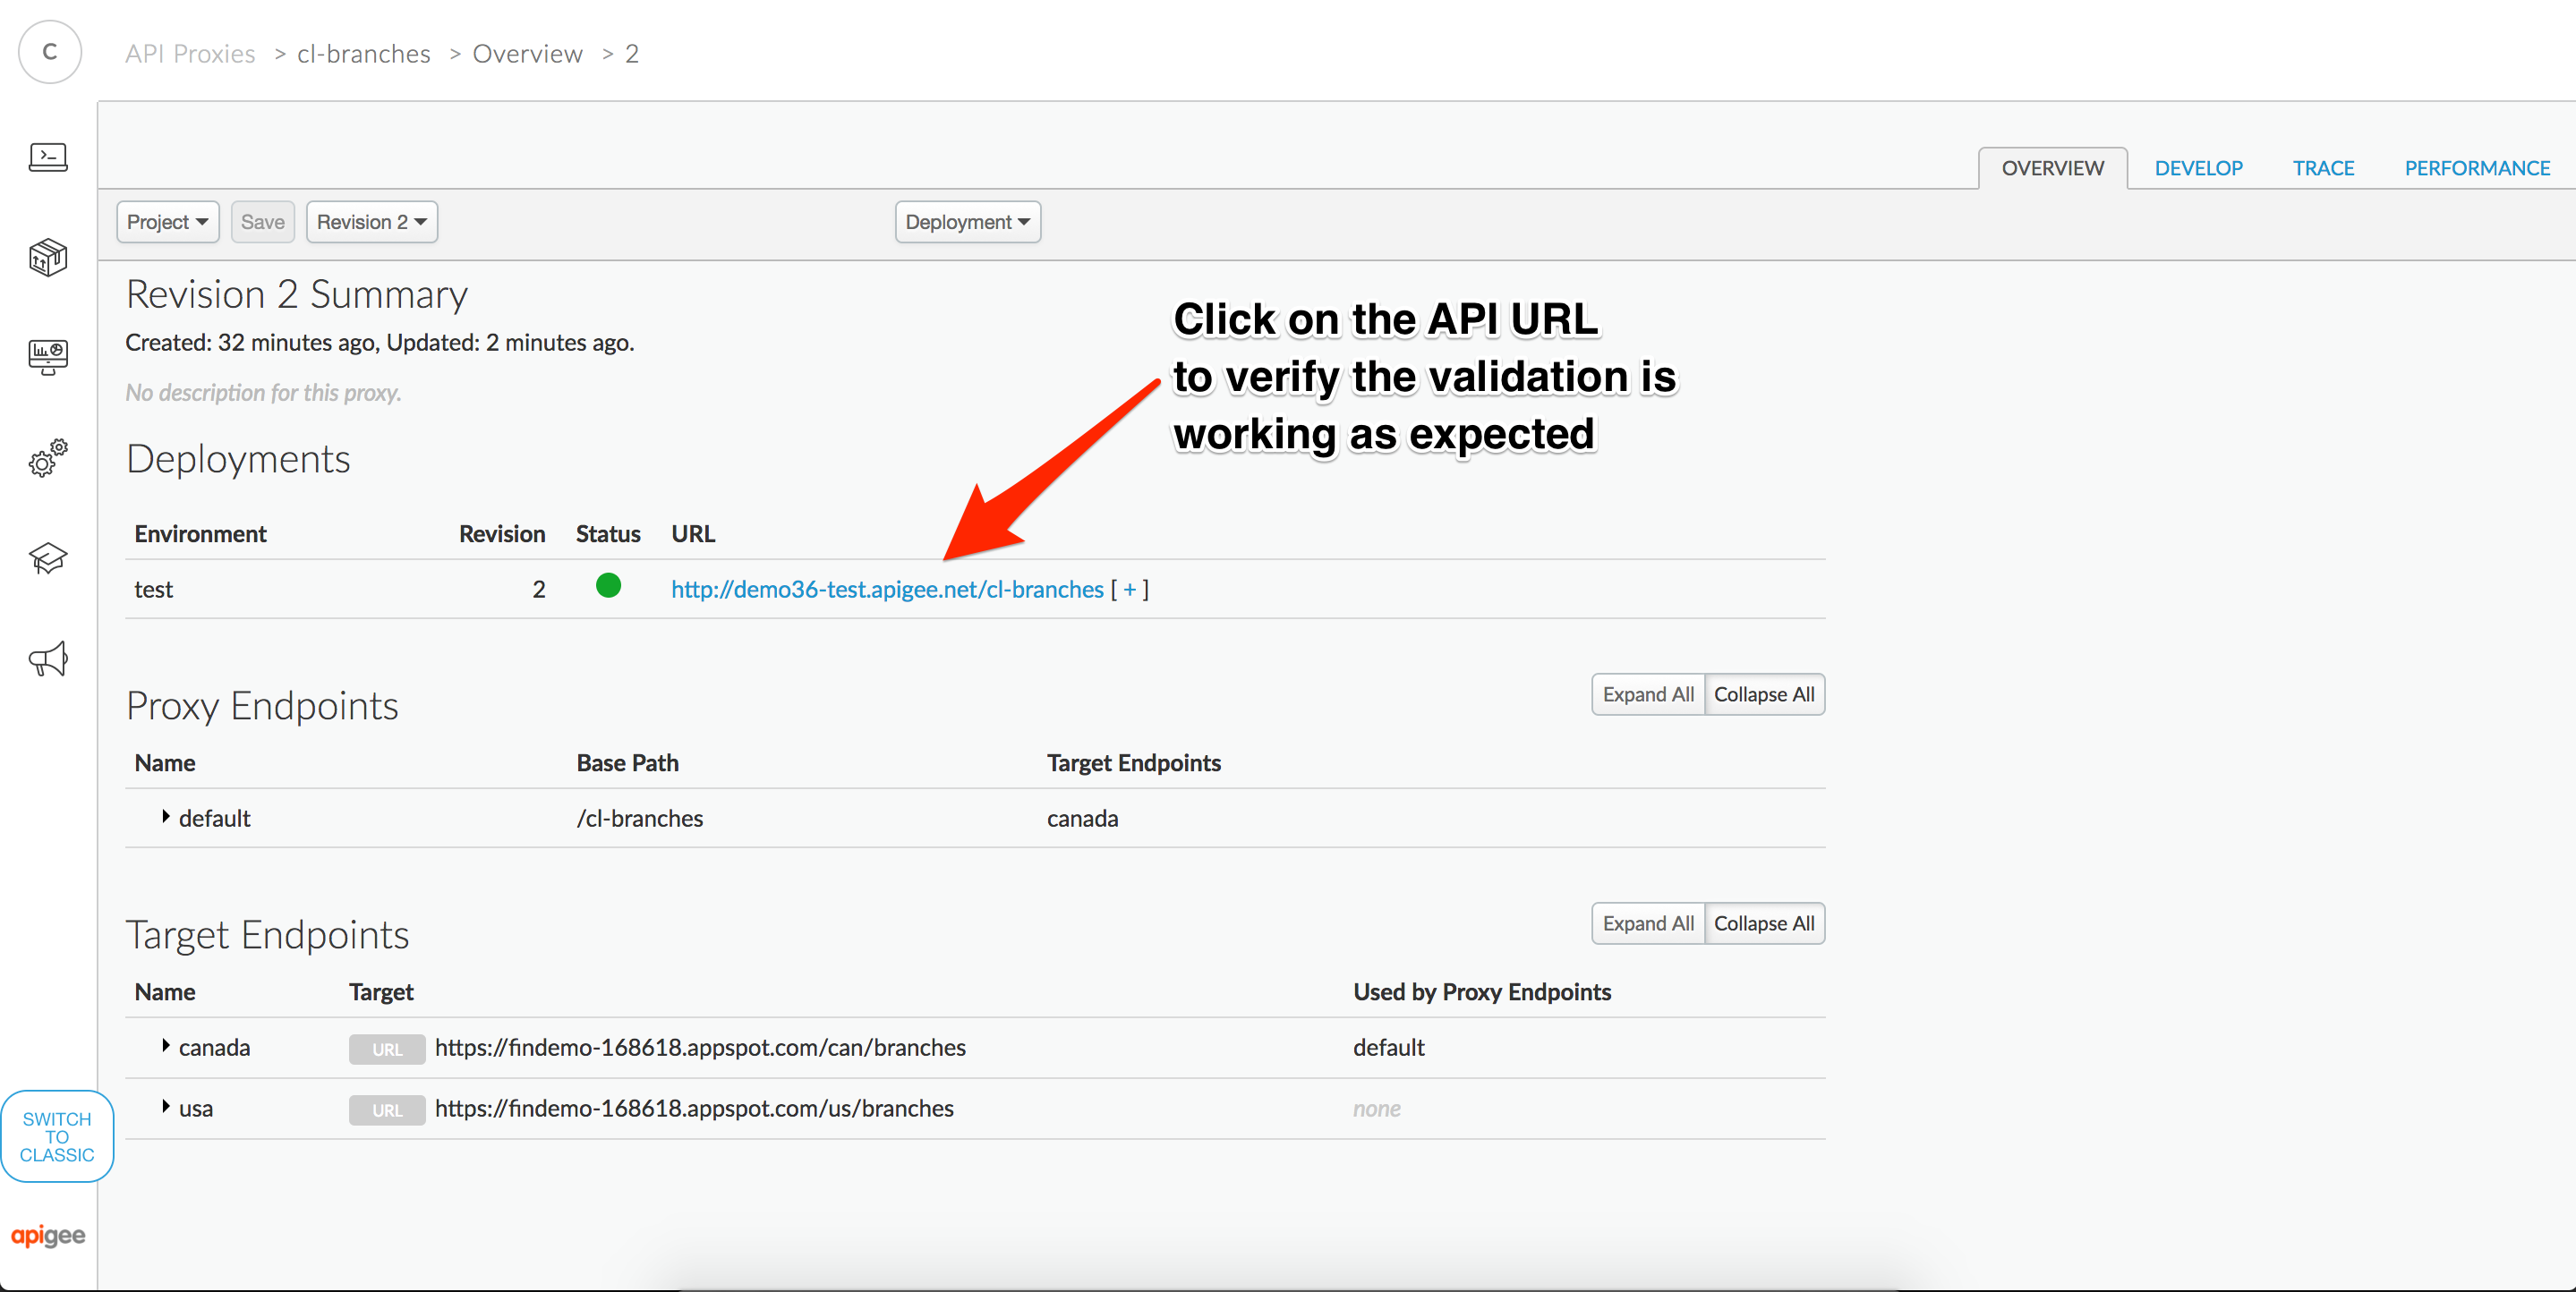 C
API Proxies > cl-branches > Overview > 2
OVERVIEW DEVELOP TRACE PERFORMANCE
Project Save Revision 2 Deployment
Revision 2 Summary
Created: 32 minutes ago, Updated: 2 minutes ago.
No description for this proxy.
Click on the API URL
to verify the validation is
working as expected
Deployments
Environment Revision Status URL
test 2 http://demo36-test.apigee.net/cl-branches [ + ]
Proxy Endpoints Expand All Collapse All
Name Base Path Target Endpoints
default /cl-branches canada
Target Endpoints Expand All Collapse All
Name Target Used by Proxy Endpoints
canada URL https://findemo-168618.appspot.com/can/branches default
usa URL https://findemo-168618.appspot.com/us/branches none
SWITCH
TO
CLASSIC
apigee